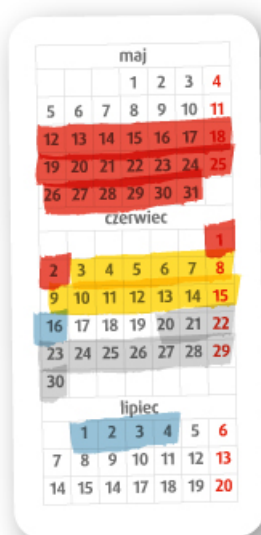 maj
1 2 3 4
5 6 7 8 9 10 11
12 13 14 15 16 17 18
19 20 21 22 23 24 25
26 27 28 29 30 31
czerwiec
1
2 3 4 5 6 7 8
9 10 11 12 13 14 15
16 17 18 19 20 21 22
23 24 25 26 27 28 29
30
lipiec
1 2 3 4 5 6
7 8 9 10 11 12 13
14 15 14 17 18 19 20